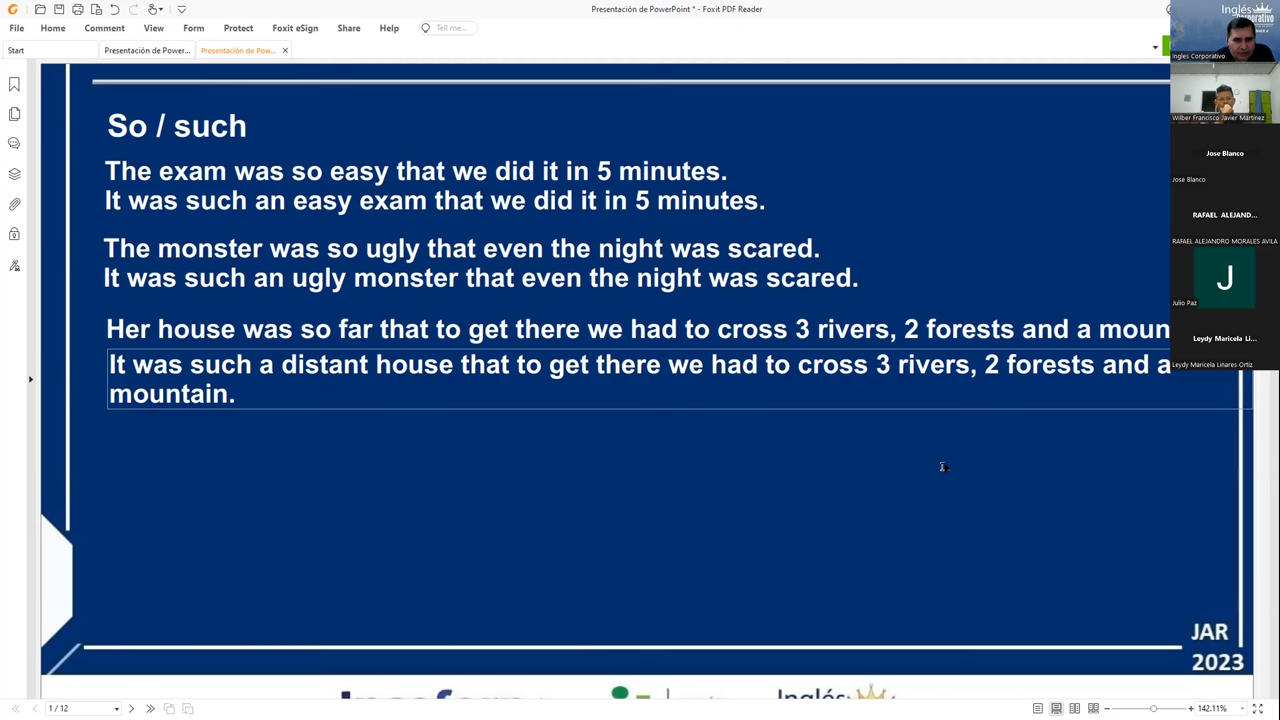 Presentación de PowerPoint * - Foxit PDF Reader
File Home Comment View Form Protect Foxit eSign Share Help Tell me...
Start Presentación de Power... Presentación de Pow...
So / such
The exam was so easy that we did it in 5 minutes.
It was such an easy exam that we did it in 5 minutes.
The monster was so ugly that even the night was scared.
It was such an ugly monster that even the night was scared.
Her house was so far that to get there we had to cross 3 rivers, 2 forests and a moun
It was such a distant house that to get there we had to cross 3 rivers, 2 forests and a
mountain.
JAR
2023
Inglés
1 / 12
142.11%
Inglés
Corporativo
Ingles Corporativo
Wilber Francisco Javier Mártinez
Jose Blanco
Jose Blanco
RAFAEL ALEJAND...
RAFAEL ALEJANDRO MORALES AVILA
J
Julio Paz
Leydy Maricela Li...
Leydy Maricela Linares Ortiz